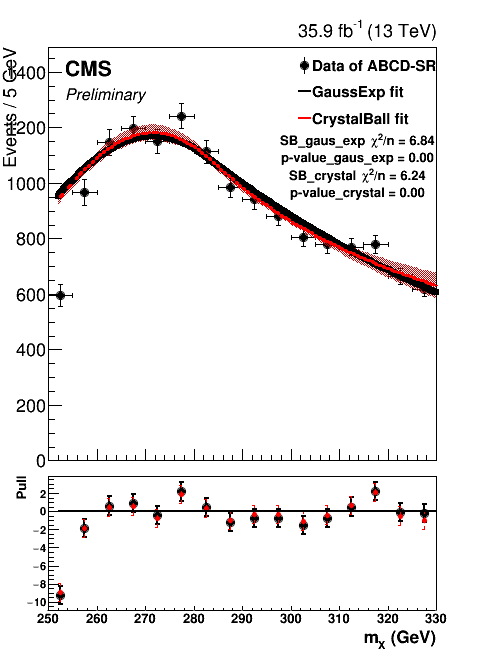 35.9 fb⁻¹ (13 TeV)
Events / 5 GeV
CMS
Preliminary
Data of ABCD-SR
GaussExp fit
CrystalBall fit
SB_gaus_exp χ²/n = 6.84
p-value_gaus_exp = 0.00
SB_crystal χ²/n = 6.24
p-value_crystal = 0.00
1400
1200
1000
800
600
400
200
0
Pull
2
0
−2
−4
−6
−8
−10
250 260 270 280 290 300 310 320 330
mₓ (GeV)